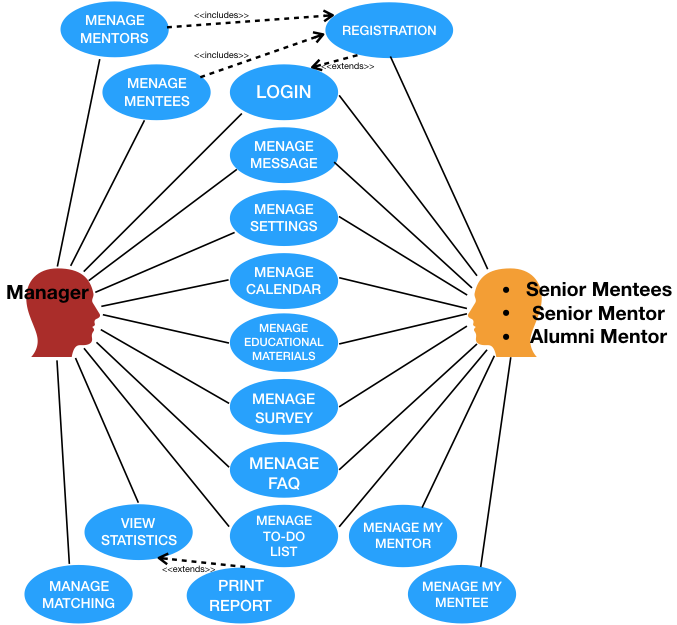 MENAGE
MENTORS
<<includes>>
REGISTRATION
<<includes>>
<<extends>>
MENAGE
MENTEES
LOGIN
MENAGE
MESSAGE
MENAGE
SETTINGS
MENAGE
CALENDAR
Manager
• Senior Mentees
• Senior Mentor
• Alumni Mentor
MENAGE
EDUCATIONAL
MATERIALS
MENAGE
SURVEY
MENAGE
FAQ
VIEW
STATISTICS
MENAGE
TO-DO
LIST
MENAGE MY
MENTOR
<<extends>>
MANAGE
MATCHING
PRINT
REPORT
MENAGE MY
MENTEE